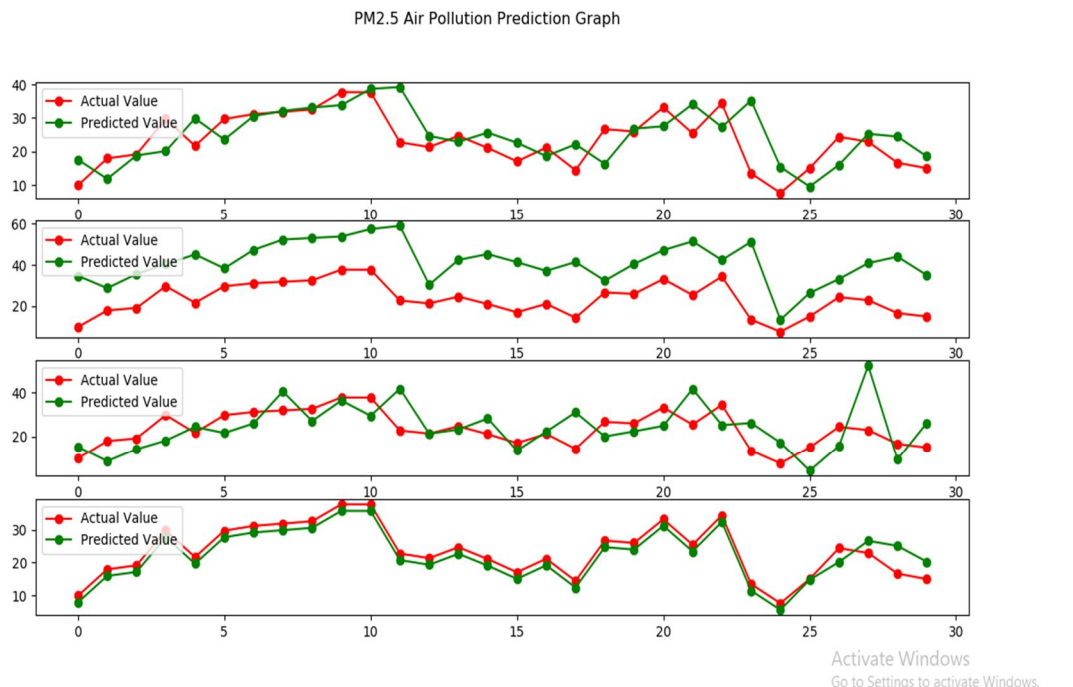 PM2.5 Air Pollution Prediction Graph
40
30
20
10
Actual Value
Predicted Value
0 5 10 15 20 25 30
60
40
20
Actual Value
Predicted Value
0 5 10 15 20 25 30
40
20
Actual Value
Predicted Value
0 5 10 15 20 25 30
30
20
10
Actual Value
Predicted Value
0 5 10 15 20 25 30
Activate Windows
Go to Settings to activate Windows.